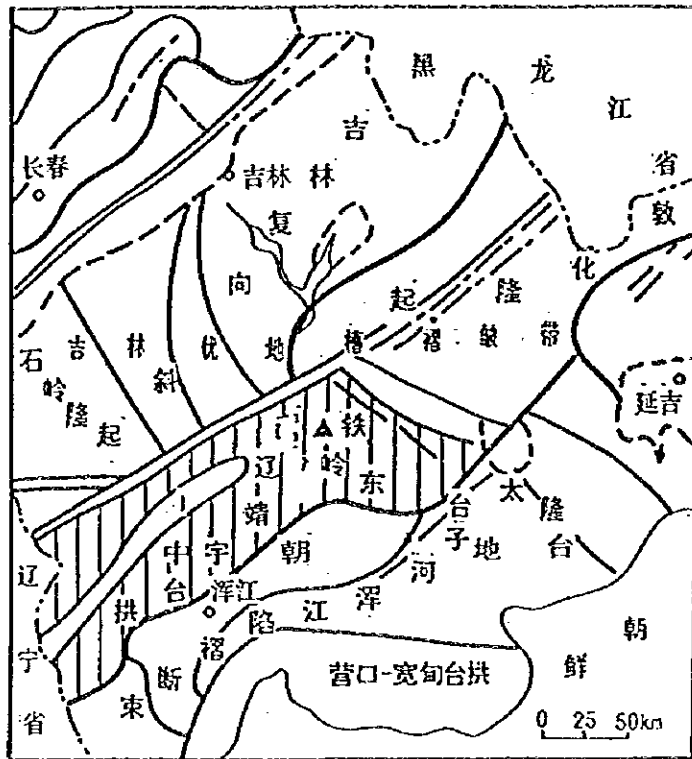 黑龙江省
长春
吉林
吉林复向斜
敦化隆起
吉林优地槽褶皱带
石岭隆起
延吉
铁岭靖宇台拱
辽东台隆
中朝地台
太子河浑江陷褶断束
浑江
营口-宽甸台拱
朝鲜
辽宁省
0 25 50km